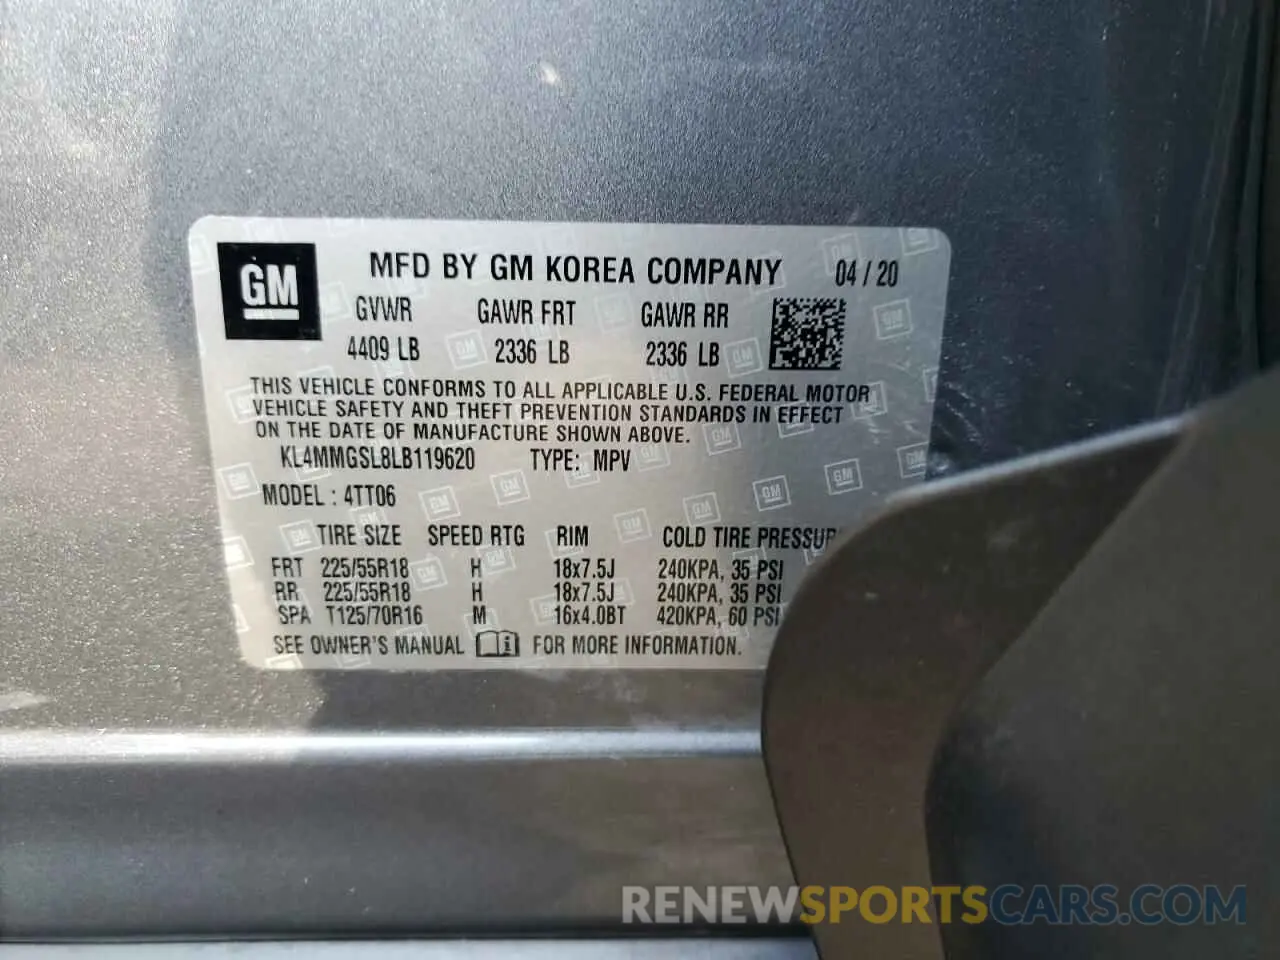 GM
MFD BY GM KOREA COMPANY 04 / 20
GVWR GAWR FRT GAWR RR
4409 LB 2336 LB 2336 LB
THIS VEHICLE CONFORMS TO ALL APPLICABLE U.S. FEDERAL MOTOR
VEHICLE SAFETY AND THEFT PREVENTION STANDARDS IN EFFECT
ON THE DATE OF MANUFACTURE SHOWN ABOVE.
KL4MMGSL8LB119620 TYPE: MPV
MODEL : 4TT06
TIRE SIZE SPEED RTG RIM COLD TIRE PRESSUR
FRT 225/55R18 H 18x7.5J 240KPA, 35 PSI
RR 225/55R18 H 18x7.5J 240KPA, 35 PSI
SPA T125/70R16 M 16x4.0BT 420KPA, 60 PSI
SEE OWNER'S MANUAL i FOR MORE INFORMATION.
RENEWSPORTSCARS.COM